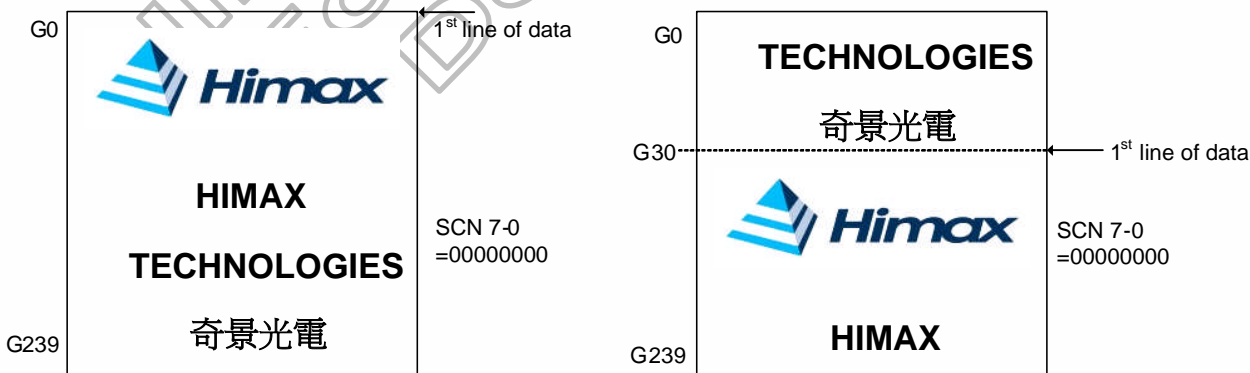 G0
1st line of data
Himax
HIMAX
TECHNOLOGIES
奇景光電
SCN 7-0
=00000000
G239
G0
TECHNOLOGIES
奇景光電
G30
1st line of data
Himax
SCN 7-0
=00000000
HIMAX
G239